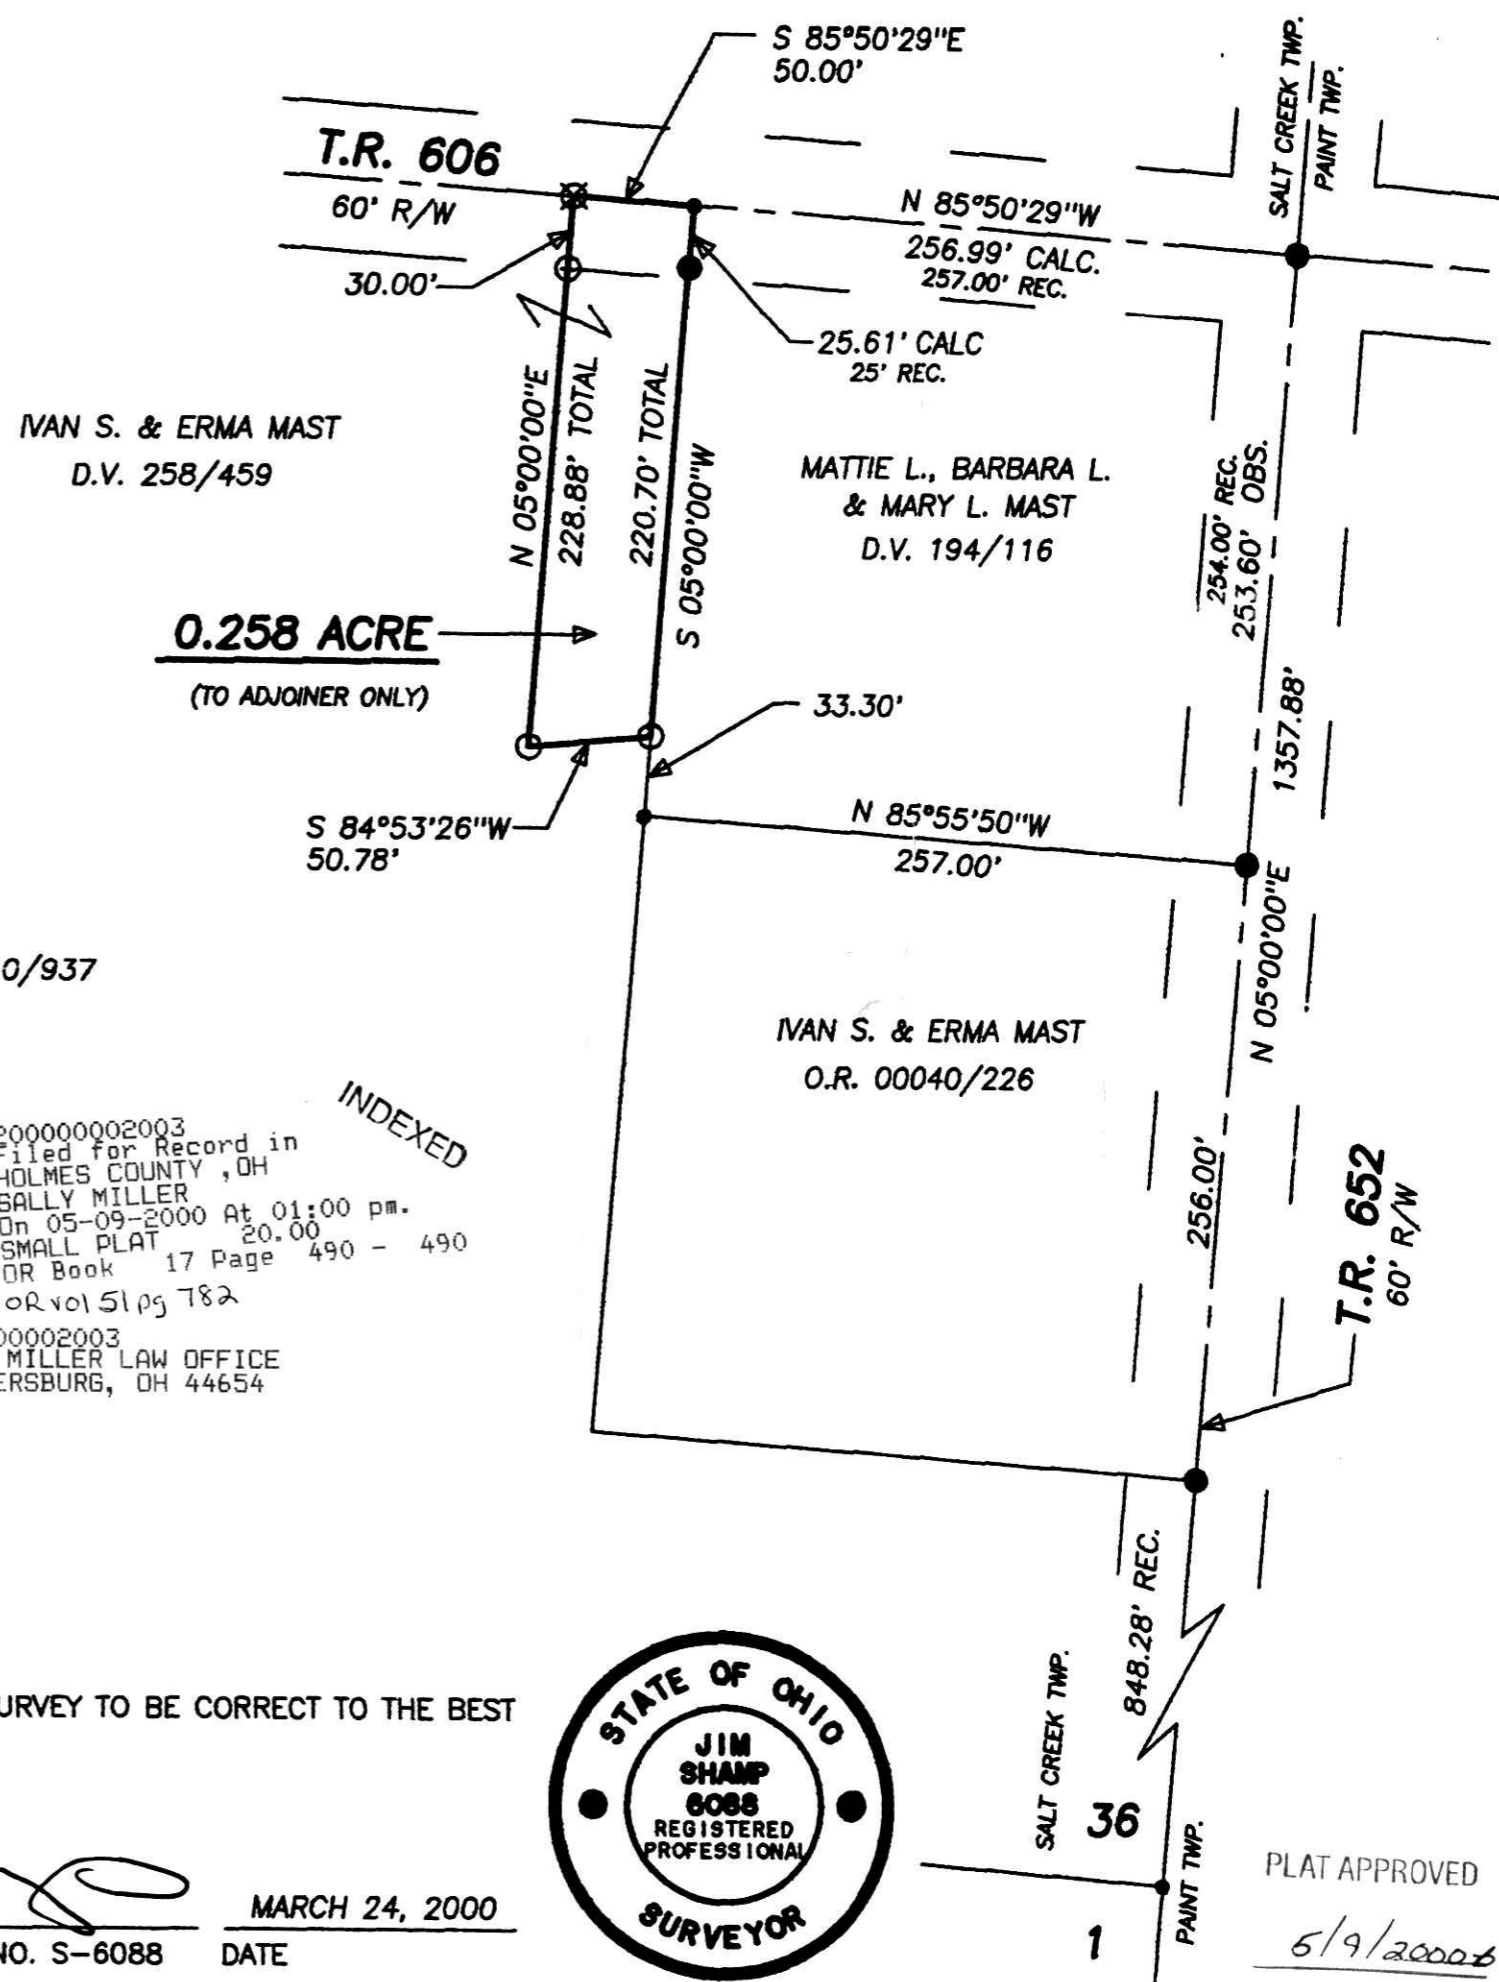 S 85°50'29"E
50.00'
SALT CREEK TWP.
PAINT TWP.
T.R. 606
60' R/W
N 85°50'29"W
256.99' CALC.
257.00' REC.
30.00'
25.61' CALC
25' REC.
IVAN S. & ERMA MAST
D.V. 258/459
N 05°00'00"E
228.88' TOTAL
220.70' TOTAL
S 05°00'00"W
MATTIE L., BARBARA L.
& MARY L. MAST
D.V. 194/116
254.00' REC.
253.60' OBS.
1357.88'
0.258 ACRE
(TO ADJOINER ONLY)
33.30'
S 84°53'26"W
50.78'
N 85°55'50"W
257.00'
N 05°00'00"E
0/937
IVAN S. & ERMA MAST
O.R. 00040/226
INDEXED
200000002003
Filed for Record in
HOLMES COUNTY ,OH
SALLY MILLER
On 05-09-2000 At 01:00 pm.
SMALL PLAT 20.00
OR Book 17 Page 490 - 490
OR vol 51 pg 782
00002003
MILLER LAW OFFICE
ERSBURG, OH 44654
256.00'
T.R. 652
60' R/W
848.28' REC.
SALT CREEK TWP.
36
PAINT TWP.
1
URVEY TO BE CORRECT TO THE BEST
STATE OF OHIO
JIM
SHAMP
6088
REGISTERED
PROFESSIONAL
SURVEYOR
MARCH 24, 2000
NO. S-6088 DATE
PLAT APPROVED
5/9/2000